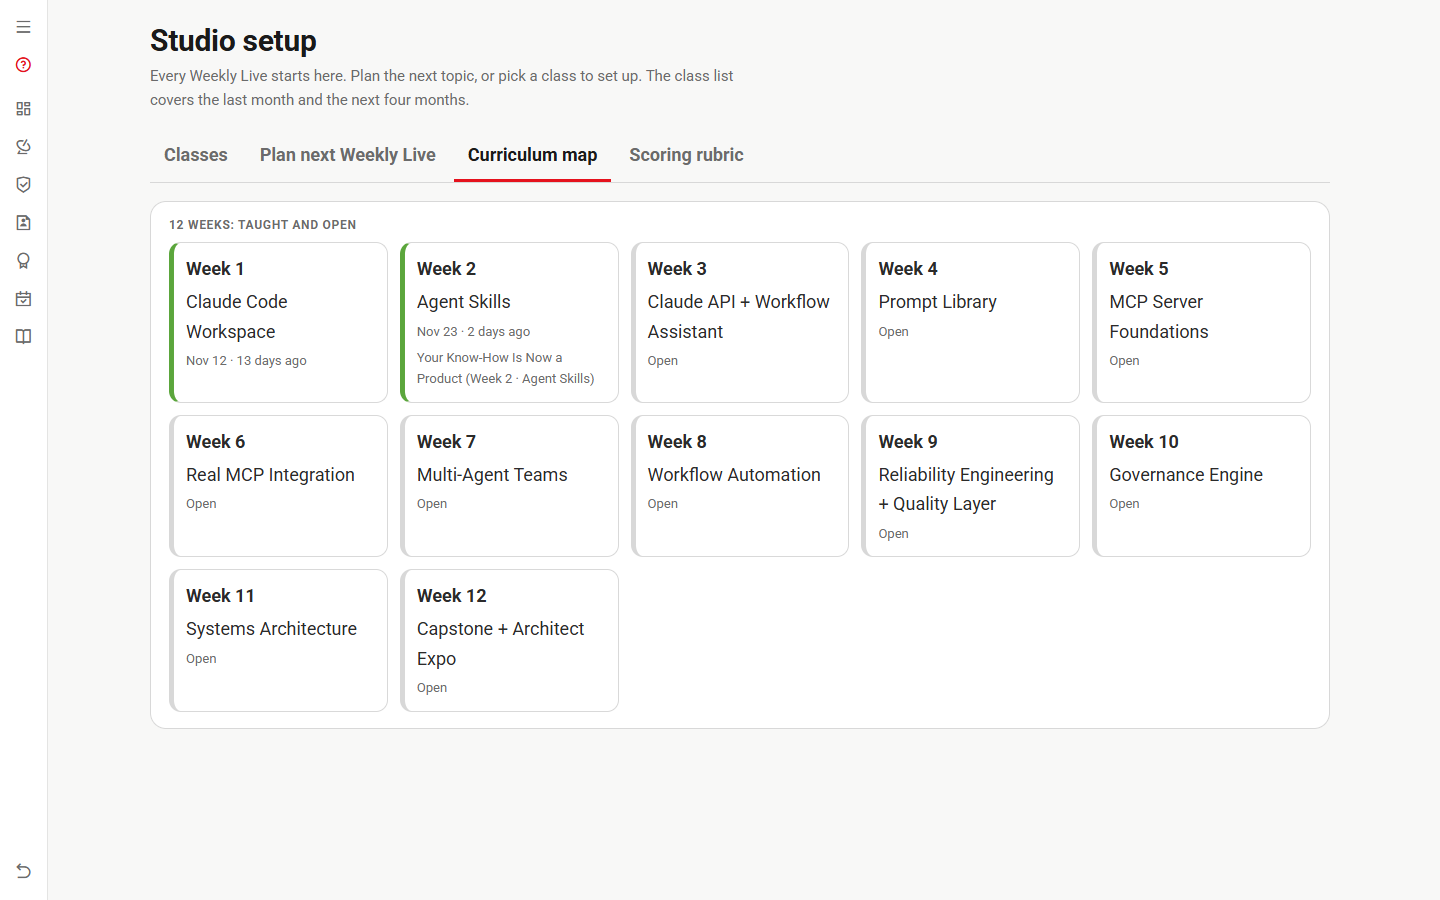 Studio setup
Every Weekly Live starts here. Plan the next topic, or pick a class to set up. The class list
covers the last month and the next four months.
Classes
Plan next Weekly Live
Curriculum map
Scoring rubric
12 WEEKS: TAUGHT AND OPEN
Week 1
Claude Code
Workspace
Nov 12 · 13 days ago
Week 2
Agent Skills
Nov 23 · 2 days ago
Your Know-How Is Now a
Product (Week 2 · Agent Skills)
Week 3
Claude API + Workflow
Assistant
Open
Week 4
Prompt Library
Open
Week 5
MCP Server
Foundations
Open
Week 6
Real MCP Integration
Open
Week 7
Multi-Agent Teams
Open
Week 8
Workflow Automation
Open
Week 9
Reliability Engineering
+ Quality Layer
Open
Week 10
Governance Engine
Open
Week 11
Systems Architecture
Open
Week 12
Capstone + Architect
Expo
Open